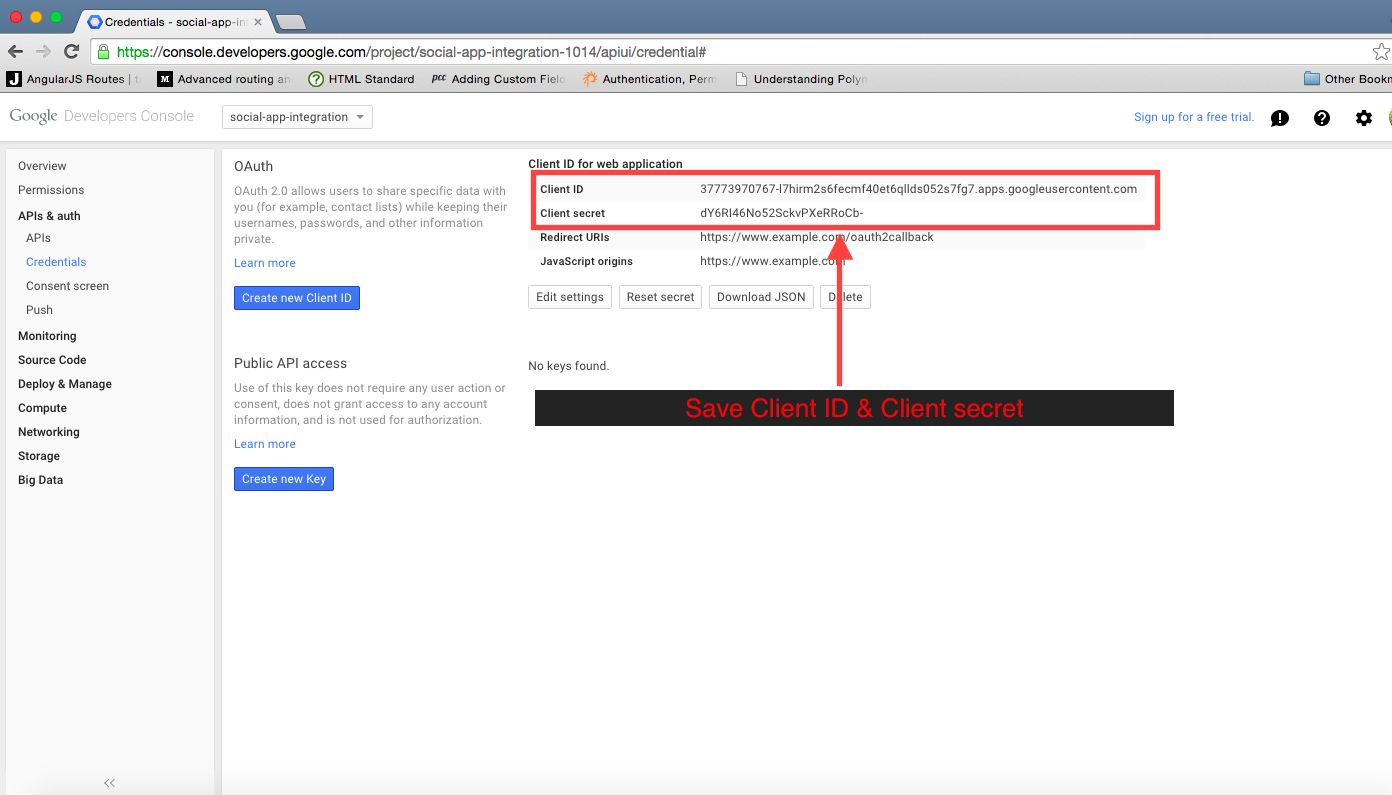 Credentials - social-app-int
https://console.developers.google.com/project/social-app-integration-1014/apiui/credential#
AngularJS Routes | t
Advanced routing an
HTML Standard
pcc Adding Custom Field
Authentication, Perm
Understanding Polym
Other Bookm
Google Developers Console
social-app-integration
Sign up for a free trial.
Overview
Permissions
APIs & auth
APIs
Credentials
Consent screen
Push
Monitoring
Source Code
Deploy & Manage
Compute
Networking
Storage
Big Data
OAuth
OAuth 2.0 allows users to share specific data with
you (for example, contact lists) while keeping their
usernames, passwords, and other information
private.
Learn more
Create new Client ID
Client ID for web application
Client ID 37773970767-l7hirm2s6fecmf40et6qllds052s7fg7.apps.googleusercontent.com
Client secret dY6RI46No52SckvPXeRRoCb-
Redirect URIs https://www.example.com/oauth2callback
JavaScript origins https://www.example.com
Edit settings
Reset secret
Download JSON
Delete
Public API access
Use of this key does not require any user action or
consent, does not grant access to any account
information, and is not used for authorization.
Learn more
Create new Key
No keys found.
Save Client ID & Client secret